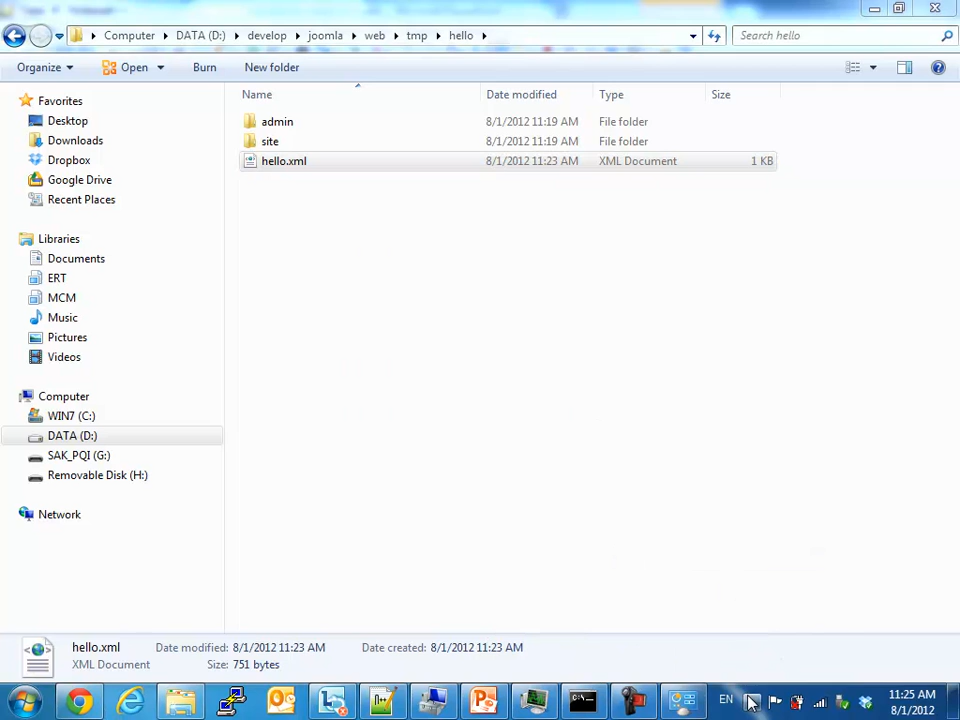 Computer DATA (D:) develop joomla web tmp hello
Search hello
Organize Open Burn New folder
Name Date modified Type Size
Favorites
Desktop
Downloads
Dropbox
Google Drive
Recent Places
Libraries
Documents
ERT
MCM
Music
Pictures
Videos
Computer
WIN7 (C:)
DATA (D:)
SAK_PQI (G:)
Removable Disk (H:)
Network
admin 8/1/2012 11:19 AM File folder
site 8/1/2012 11:19 AM File folder
hello.xml 8/1/2012 11:23 AM XML Document 1 KB
hello.xml Date modified: 8/1/2012 11:23 AM Date created: 8/1/2012 11:23 AM
XML Document Size: 751 bytes
EN
11:25 AM
8/1/2012